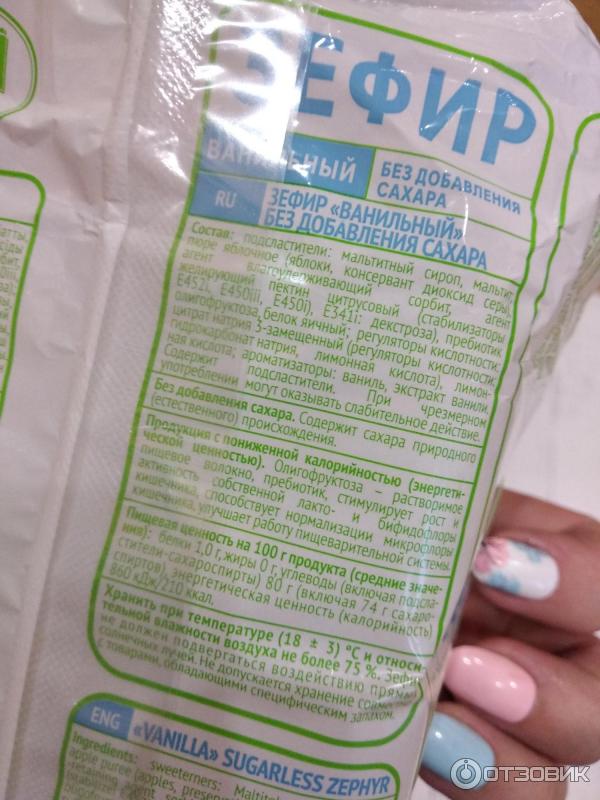 ЗЕФИР
ВАНИЛЬНЫЙ
БЕЗ ДОБАВЛЕНИЯ
САХАРА
RU
ЗЕФИР «ВАНИЛЬНЫЙ»
БЕЗ ДОБАВЛЕНИЯ САХАРА
Состав: подсластители: мальтитный сироп, мальтит;
пюре яблочное (яблоки, консервант диоксид серы),
агент влагоудерживающий сорбит, агент
желирующий пектин цитрусовый (стабилизаторы
E452i, E450iii, E450i), E341i; декстроза), пребиотик
олигофруктоза, белок яичный; регуляторы кислотности:
цитрат натрия 3-замещенный (регуляторы кислотности:
гидрокарбонат натрия, лимонная кислота), лимон-
ная кислота; ароматизаторы: ваниль, экстракт ванили.
Содержит подсластители. При чрезмерном
употреблении могут оказывать слабительное действие.
Без добавления сахара. Содержит сахара природного
(естественного) происхождения.
Продукция с пониженной калорийностью (энергети-
ческой ценностью). Олигофруктоза – растворимое
пищевое волокно, пребиотик, стимулирует рост и
активность собственной лакто- и бифидофлоры
кишечника, способствует нормализации микрофлоры
кишечника, улучшает работу пищеварительной системы.
Пищевая ценность на 100 г продукта (средние значе-
ния): белки 1,0 г, жиры 0 г, углеводы (включая подсла-
стители-сахароспирты) 80 г (включая 74 г сахаро-
спиртов), энергетическая ценность (калорийность)
860 кДж/210 ккал.
Хранить при температуре (18 ± 3) °С и относи-
тельной влажности воздуха не более 75 %. Зефир
не должен подвергаться воздействию прямых
солнечных лучей. Не допускается хранение совместно
с товарами, обладающими специфическим запахом.
ENG
«VANILLA» SUGARLESS ZEPHYR
Ingredients: sweeteners:
apple puree (apples,
ОТЗОВИК